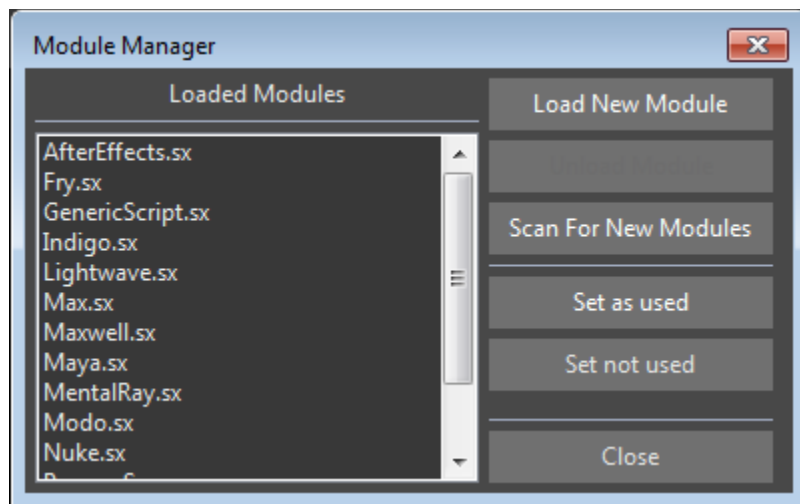 Module Manager
Loaded Modules
AfterEffects.sx
Fry.sx
GenericScript.sx
Indigo.sx
Lightwave.sx
Max.sx
Maxwell.sx
Maya.sx
MentalRay.sx
Modo.sx
Nuke.sx
Load New Module
Unload Module
Scan For New Modules
Set as used
Set not used
Close